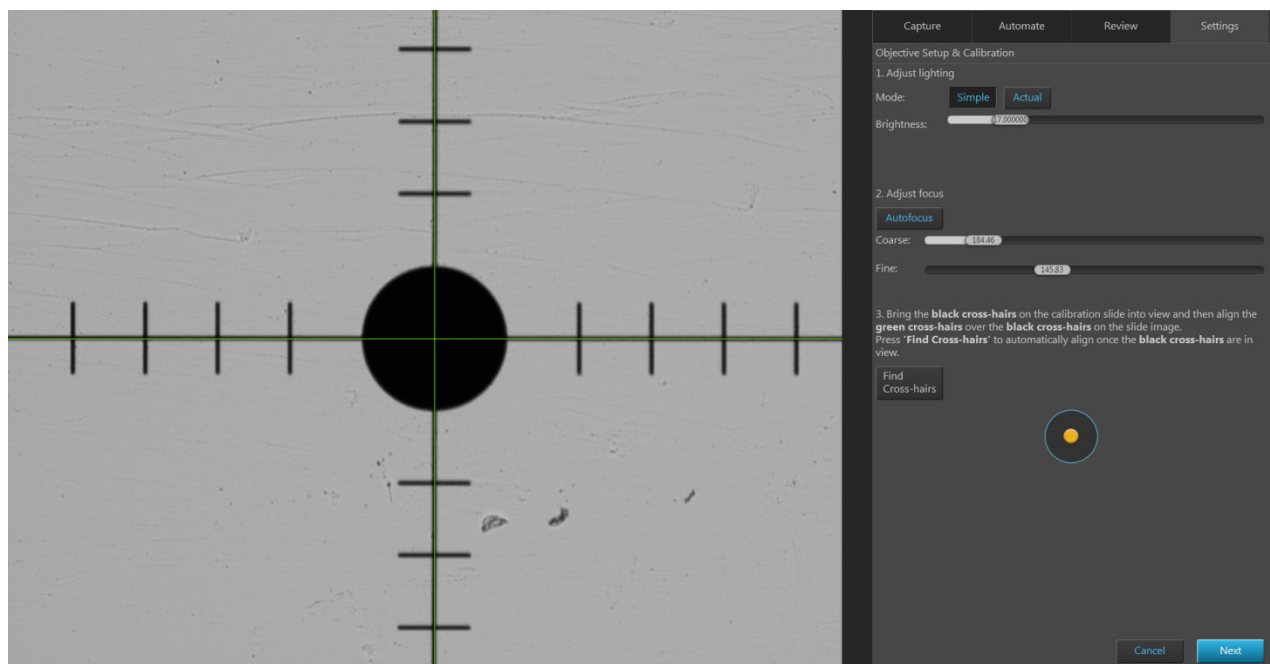 Capture Automate Review Settings
Objective Setup & Calibration
1. Adjust lighting
Mode: Simple Actual
Brightness: 17.000000
2. Adjust focus
Autofocus
Coarse: 184.46
Fine: 145.83
3. Bring the black cross-hairs on the calibration slide into view and then align the
green cross-hairs over the black cross-hairs on the slide image.
Press 'Find Cross-hairs' to automatically align once the black cross-hairs are in
view.
Find
Cross-hairs
Cancel Next